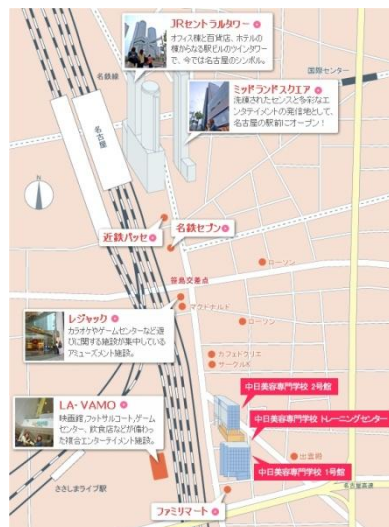 JRセントラルタワー
オフィス棟と百貨店、ホテルの
棟からなる駅ビルのツインタワー
で、今では名古屋のシンボル。
名鉄線
国際センター
ミッドランドスクエア
洗練されたセンスと多彩なエ
ンタテイメントの発信地として、
名古屋の駅前にオープン!
名古屋
N
近鉄パッセ
名鉄セブン
ローソン
笹島交差点
マクドナルド
レジャック
カラオケやゲームセンターなど遊
びに関する施設が集中している
アミューズメント施設。
ローソン
カフェドクリエ
サークルK
中日美容専門学校 2号館
LA・VAMO
映画館,フットサルコート,ゲーム
センター、飲食店などが備わっ
た複合エンターテイメント施設。
中日美容専門学校 トレーニングセンター
出雲殿
中日美容専門学校 1号館
ささしまライブ駅
名古屋高速
ファミリマート